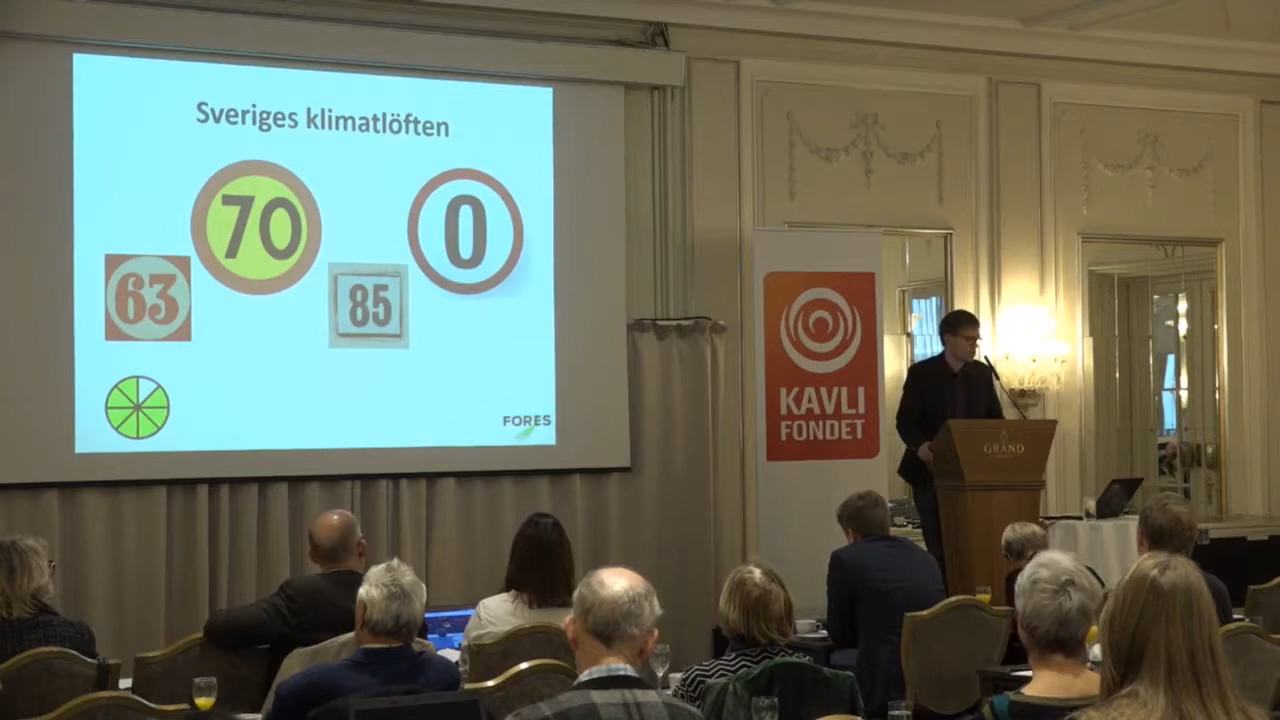 Sveriges klimatlöften
70
0
63
85
FORES
KAVLI
FONDET
GRAND